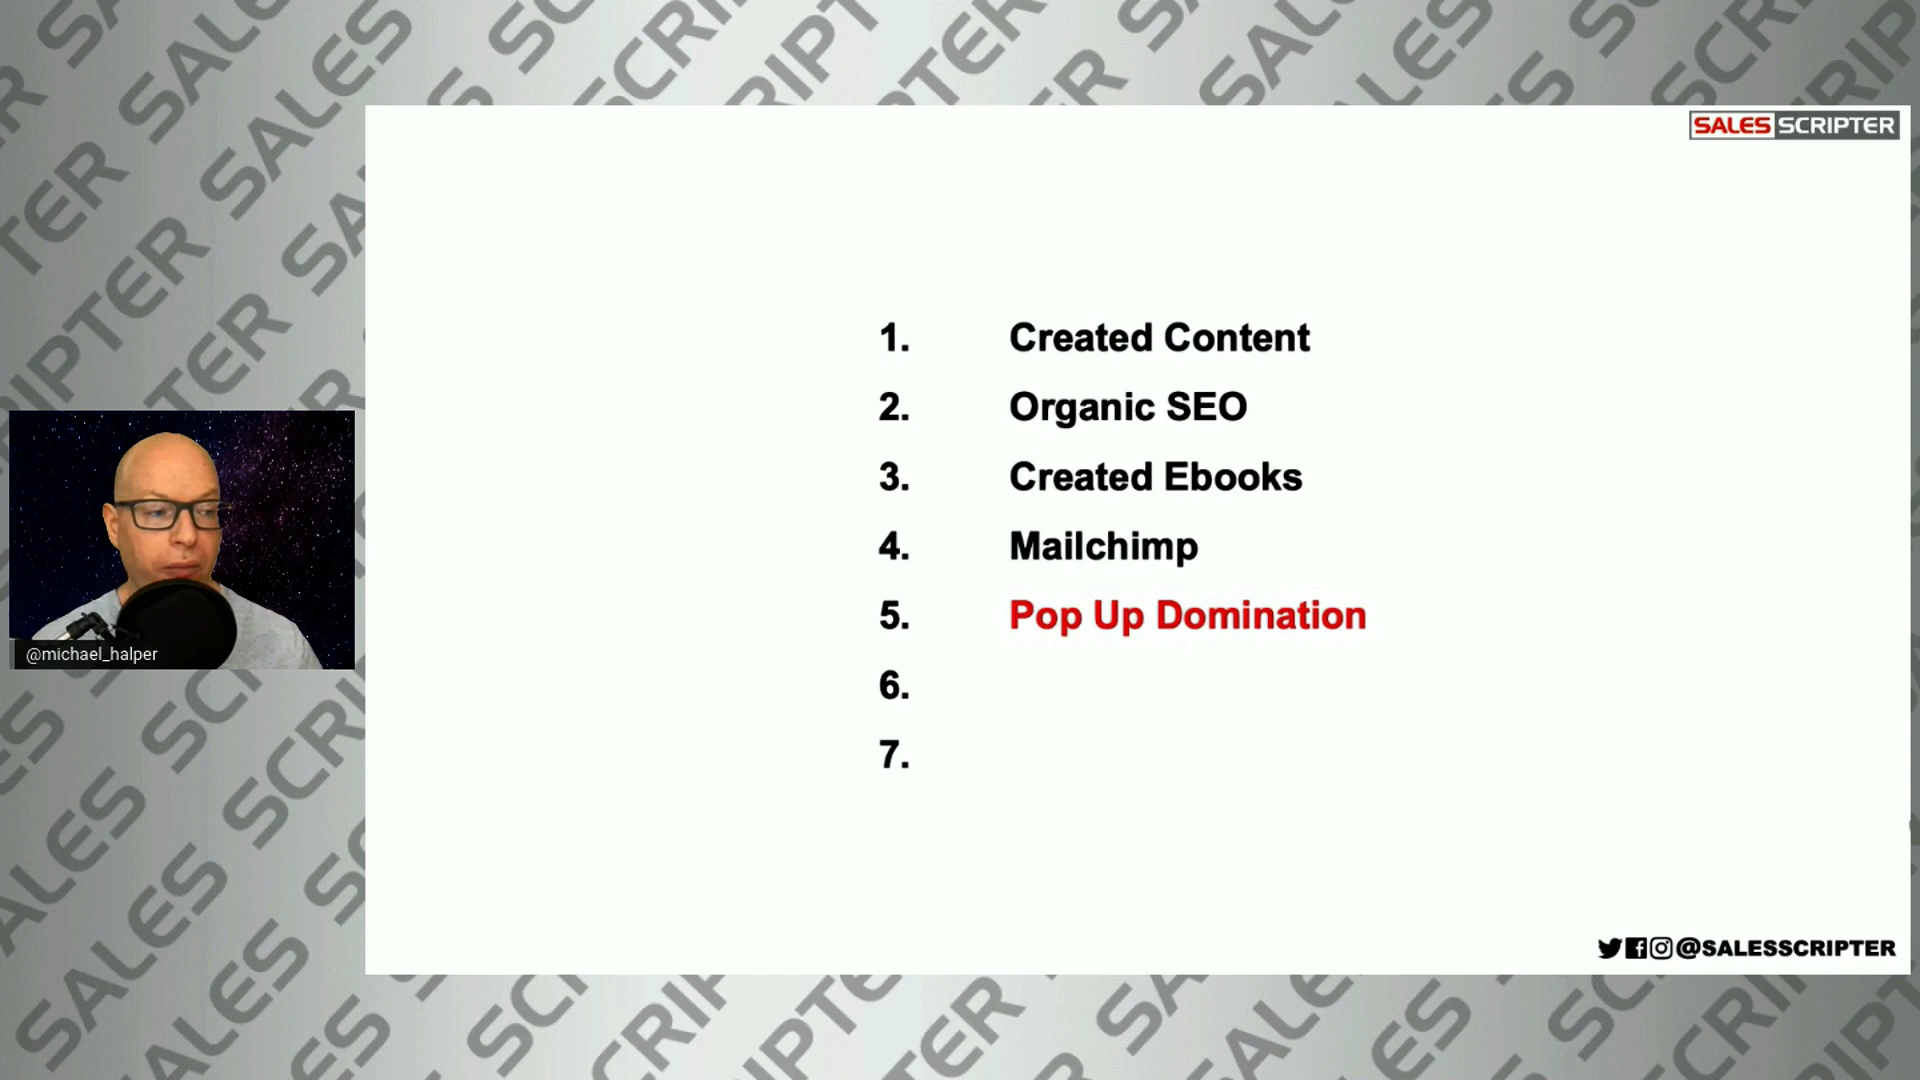 SALES SCRIPTER
1. Created Content
2. Organic SEO
3. Created Ebooks
4. Mailchimp
5. Pop Up Domination
6.
7.
@michael_halper
@SALESSCRIPTER